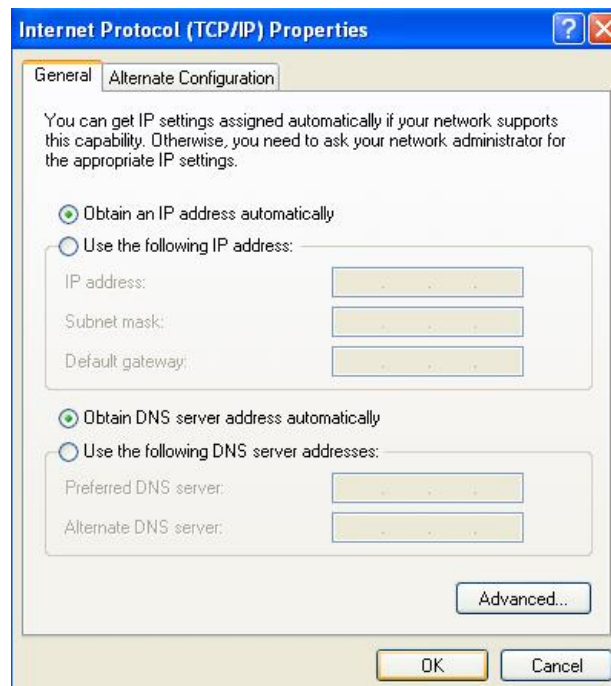 Internet Protocol (TCP/IP) Properties
General
Alternate Configuration
You can get IP settings assigned automatically if your network supports
this capability. Otherwise, you need to ask your network administrator for
the appropriate IP settings.
Obtain an IP address automatically
Use the following IP address:
IP address:
Subnet mask:
Default gateway:
Obtain DNS server address automatically
Use the following DNS server addresses:
Preferred DNS server:
Alternate DNS server:
Advanced...
OK
Cancel